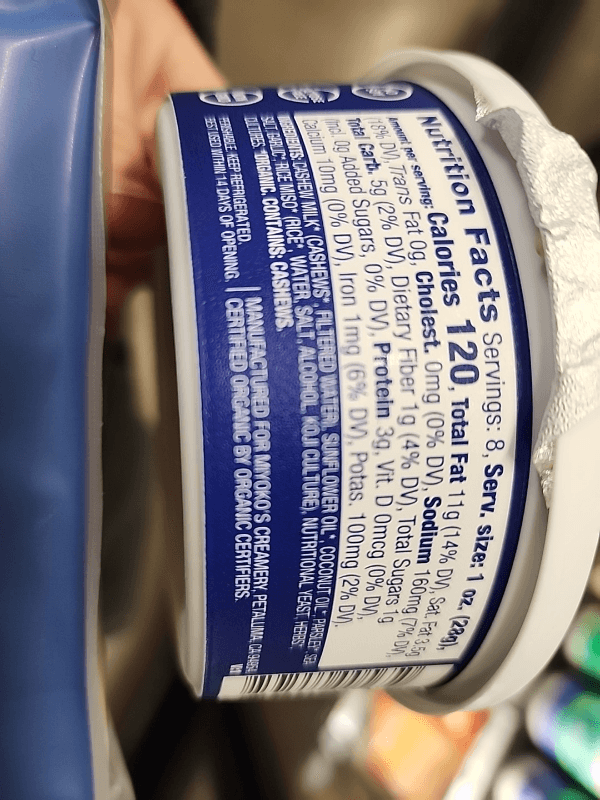 Nutrition Facts Servings: 8, Serv. size: 1 oz. (28g),
Amount per serving: Calories 120, Total Fat 11g (14% DV), Sat. Fat 3.5g
(18% DV), Trans Fat 0g, Cholest. 0mg (0% DV), Sodium 160mg (7% DV),
Total Carb. 5g (2% DV), Dietary Fiber 1g (4% DV), Total Sugars 1g
(Incl. 0g Added Sugars, 0% DV), Protein 3g, Vit. D 0mcg (0% DV),
Calcium 10mg (0% DV), Iron 1mg (6% DV), Potas. 100mg (2% DV).
INGREDIENTS: CASHEW MILK* (CASHEWS*, FILTERED WATER), SUNFLOWER OIL*, COCONUT OIL*, PARSLEY*, SEA
SALT, GARLIC*, RICE MISO* (RICE*, WATER, SALT, ALCOHOL, KOJI CULTURE), NUTRITIONAL YEAST, HERBS*,
CULTURES. *ORGANIC. CONTAINS: CASHEWS.
PERISHABLE. KEEP REFRIGERATED.
BEST USED WITHIN 14 DAYS OF OPENING.
MANUFACTURED FOR MIYOKO'S CREAMERY, PETALUMA, CA
CERTIFIED ORGANIC BY ORGANIC CERTIFIERS.